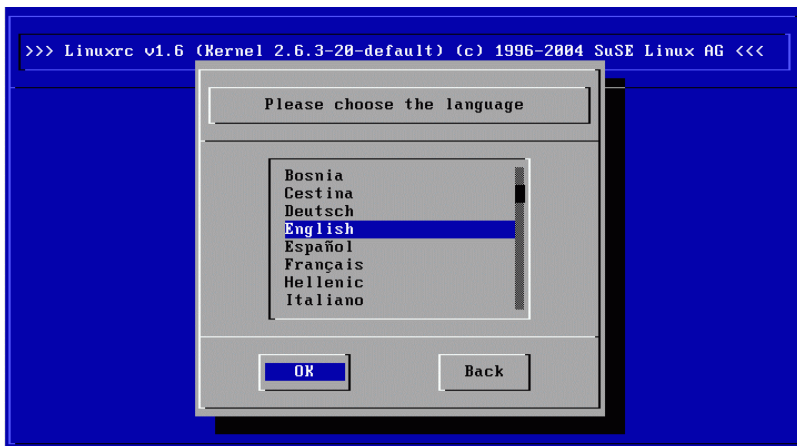 >>> Linuxrc v1.6 (Kernel 2.6.3-20-default) (c) 1996-2004 SuSE Linux AG <<<
Please choose the language
Bosnia
Cestina
Deutsch
English
Español
Français
Hellenic
Italiano
OK Back